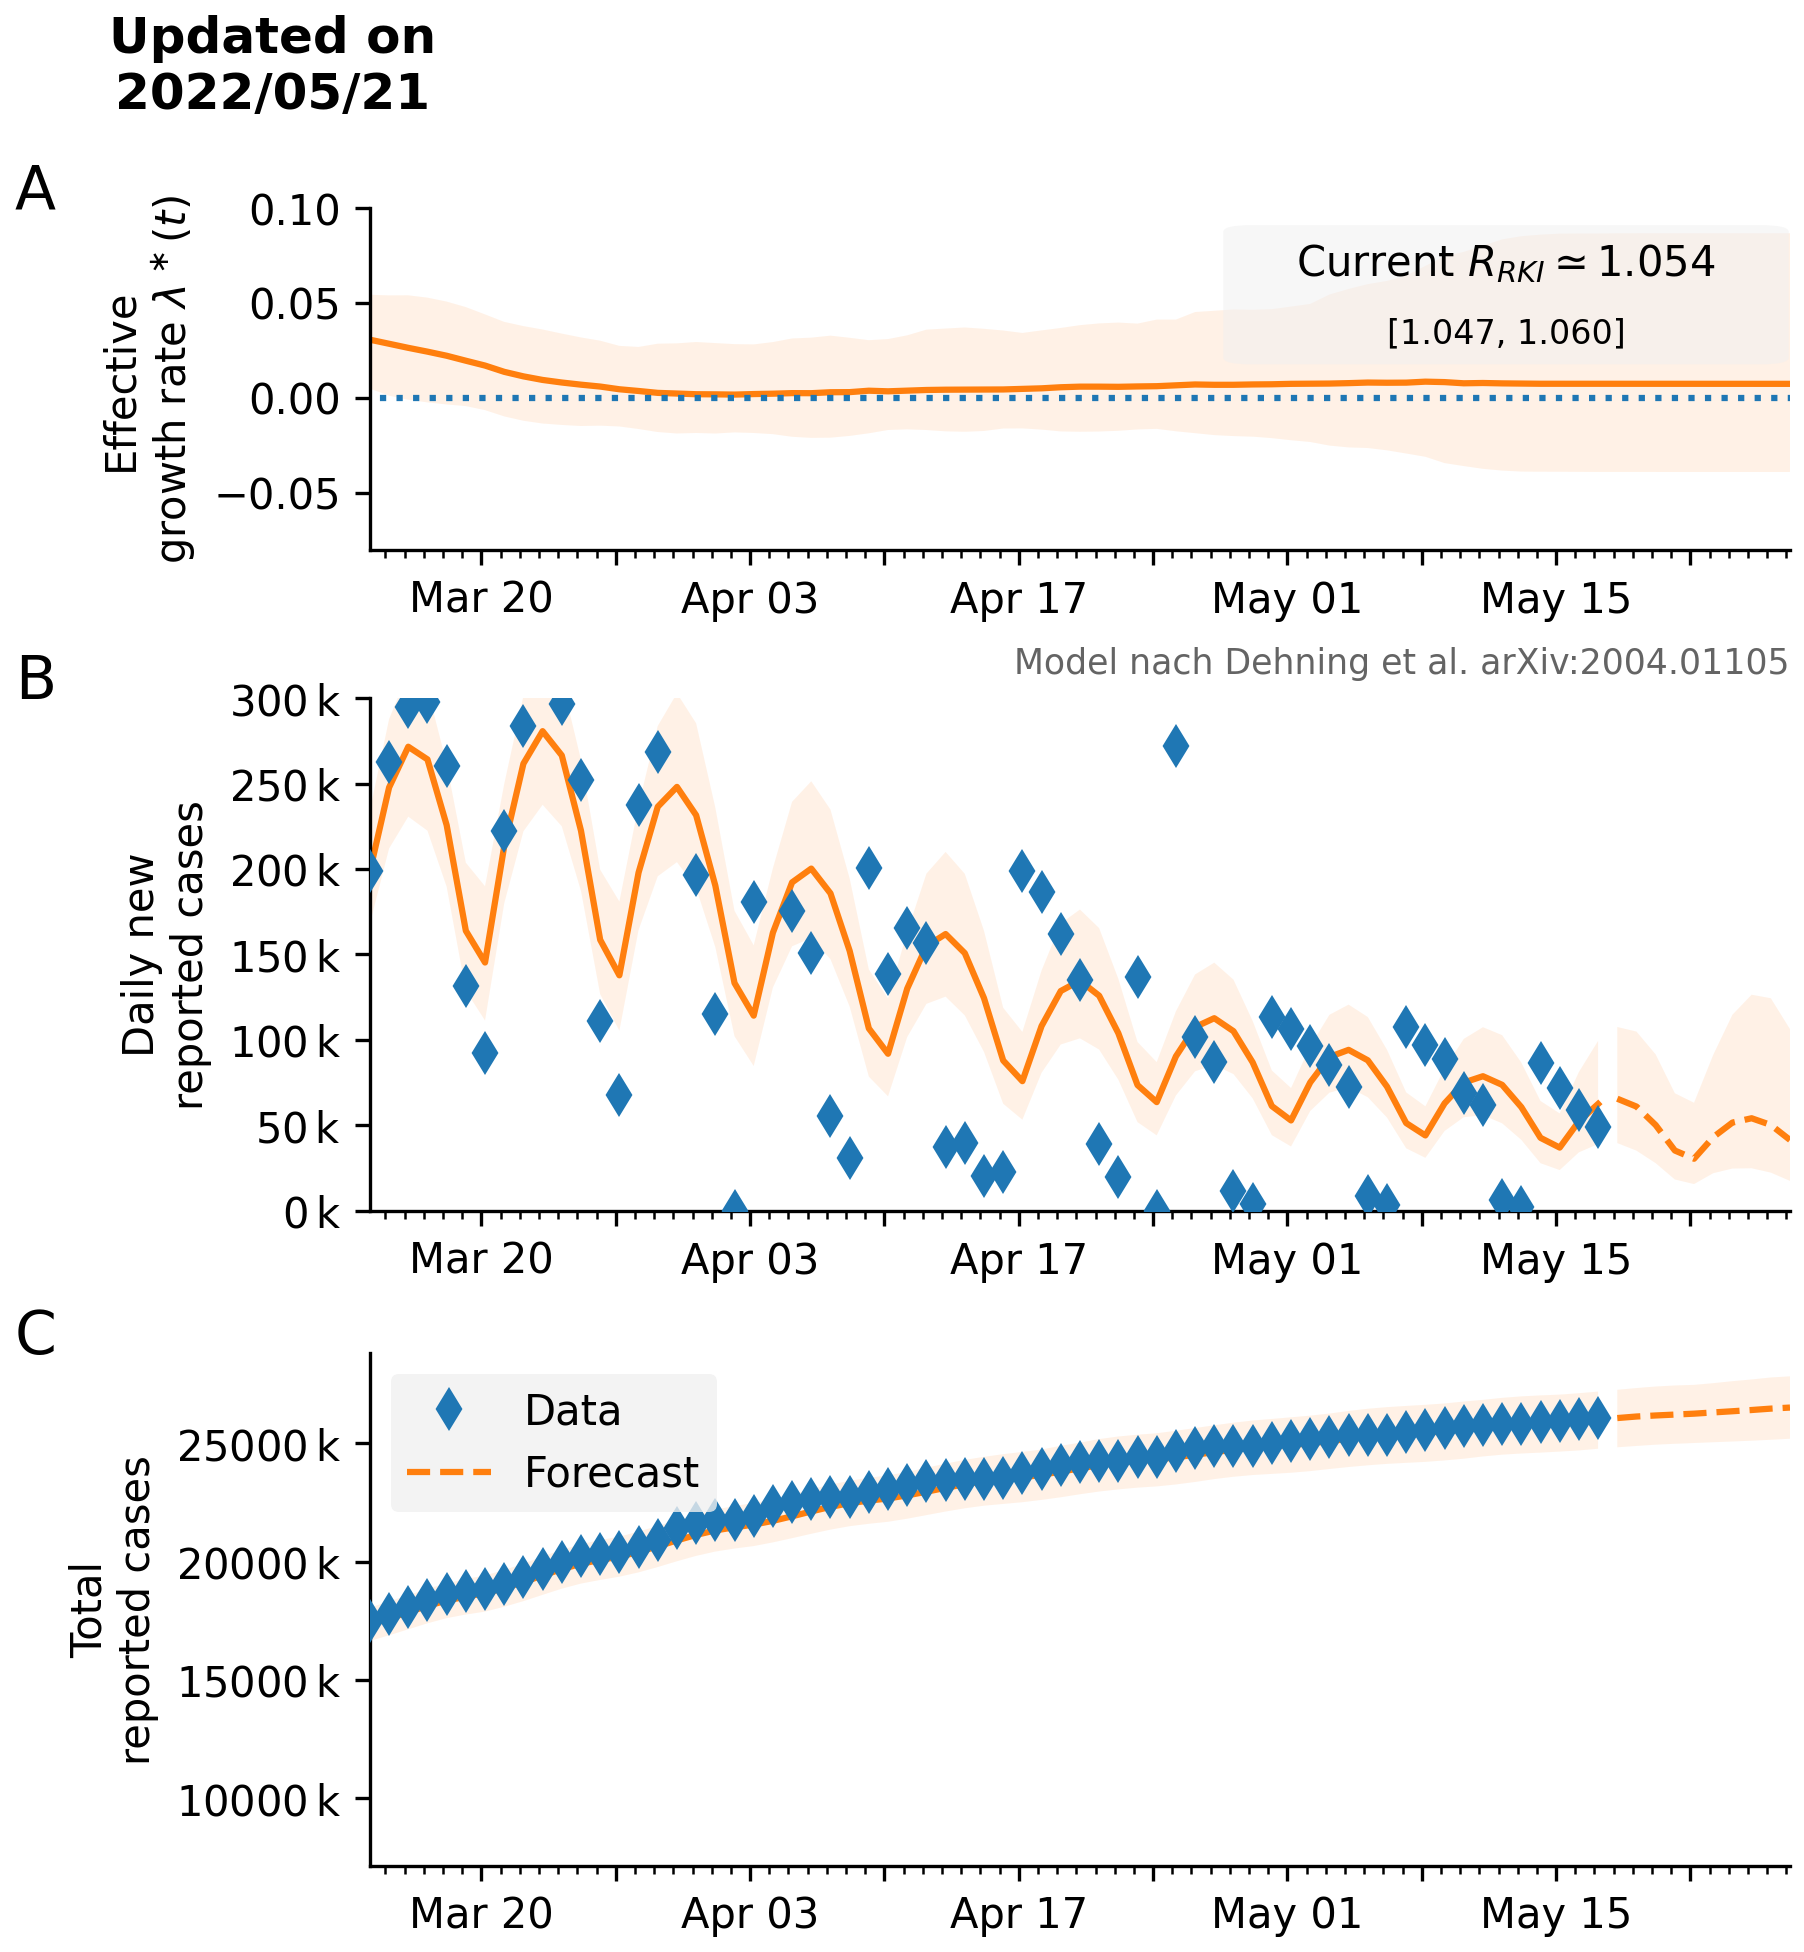 Updated on
2022/05/21
A
Effective
growth rate λ * (t)
0.10
0.05
0.00
−0.05
Current R_RKI ≃ 1.054
[1.047, 1.060]
Mar 20 Apr 03 Apr 17 May 01 May 15
Model nach Dehning et al. arXiv:2004.01105
B
Daily new
reported cases
300 k
250 k
200 k
150 k
100 k
50 k
0 k
Mar 20 Apr 03 Apr 17 May 01 May 15
C
Total
reported cases
Data
Forecast
25000 k
20000 k
15000 k
10000 k
Mar 20 Apr 03 Apr 17 May 01 May 15